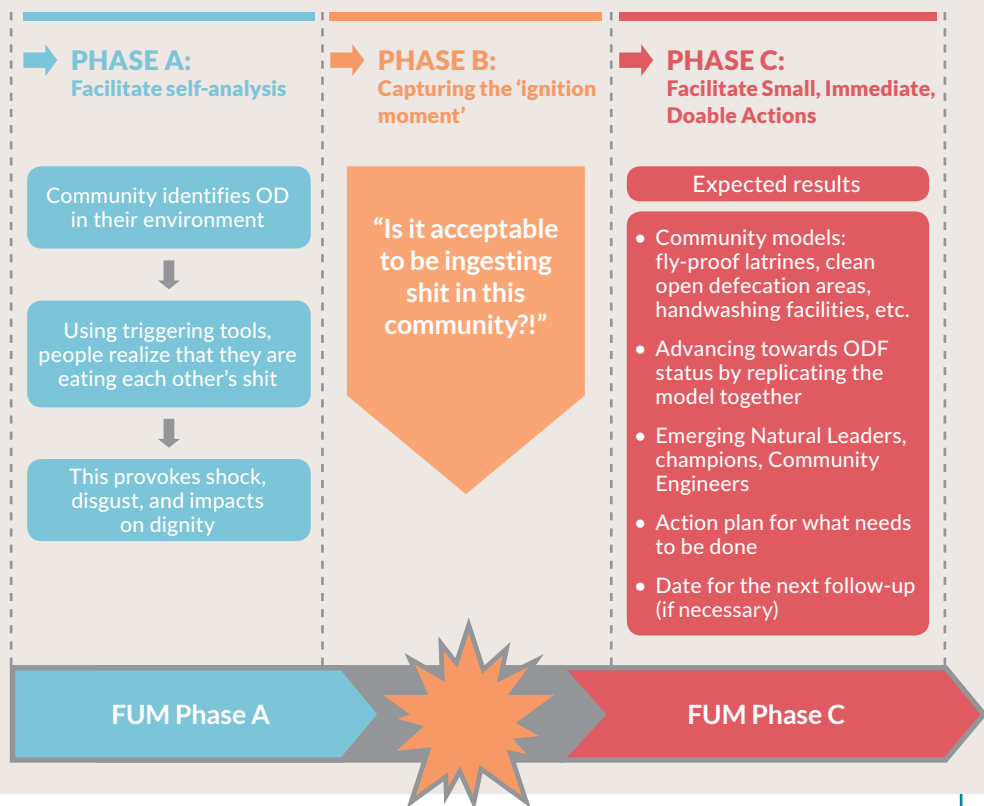 PHASE A:
Facilitate self-analysis
Community identifies OD
in their environment
Using triggering tools,
people realize that they are
eating each other's shit
This provokes shock,
disgust, and impacts
on dignity
PHASE B:
Capturing the ‘ignition
moment’
“Is it acceptable
to be ingesting
shit in this
community?!”
PHASE C:
Facilitate Small, Immediate,
Doable Actions
Expected results
• Community models:
fly-proof latrines, clean
open defecation areas,
handwashing facilities, etc.
• Advancing towards ODF
status by replicating the
model together
• Emerging Natural Leaders,
champions, Community
Engineers
• Action plan for what needs
to be done
• Date for the next follow-up
(if necessary)
FUM Phase A
FUM Phase C